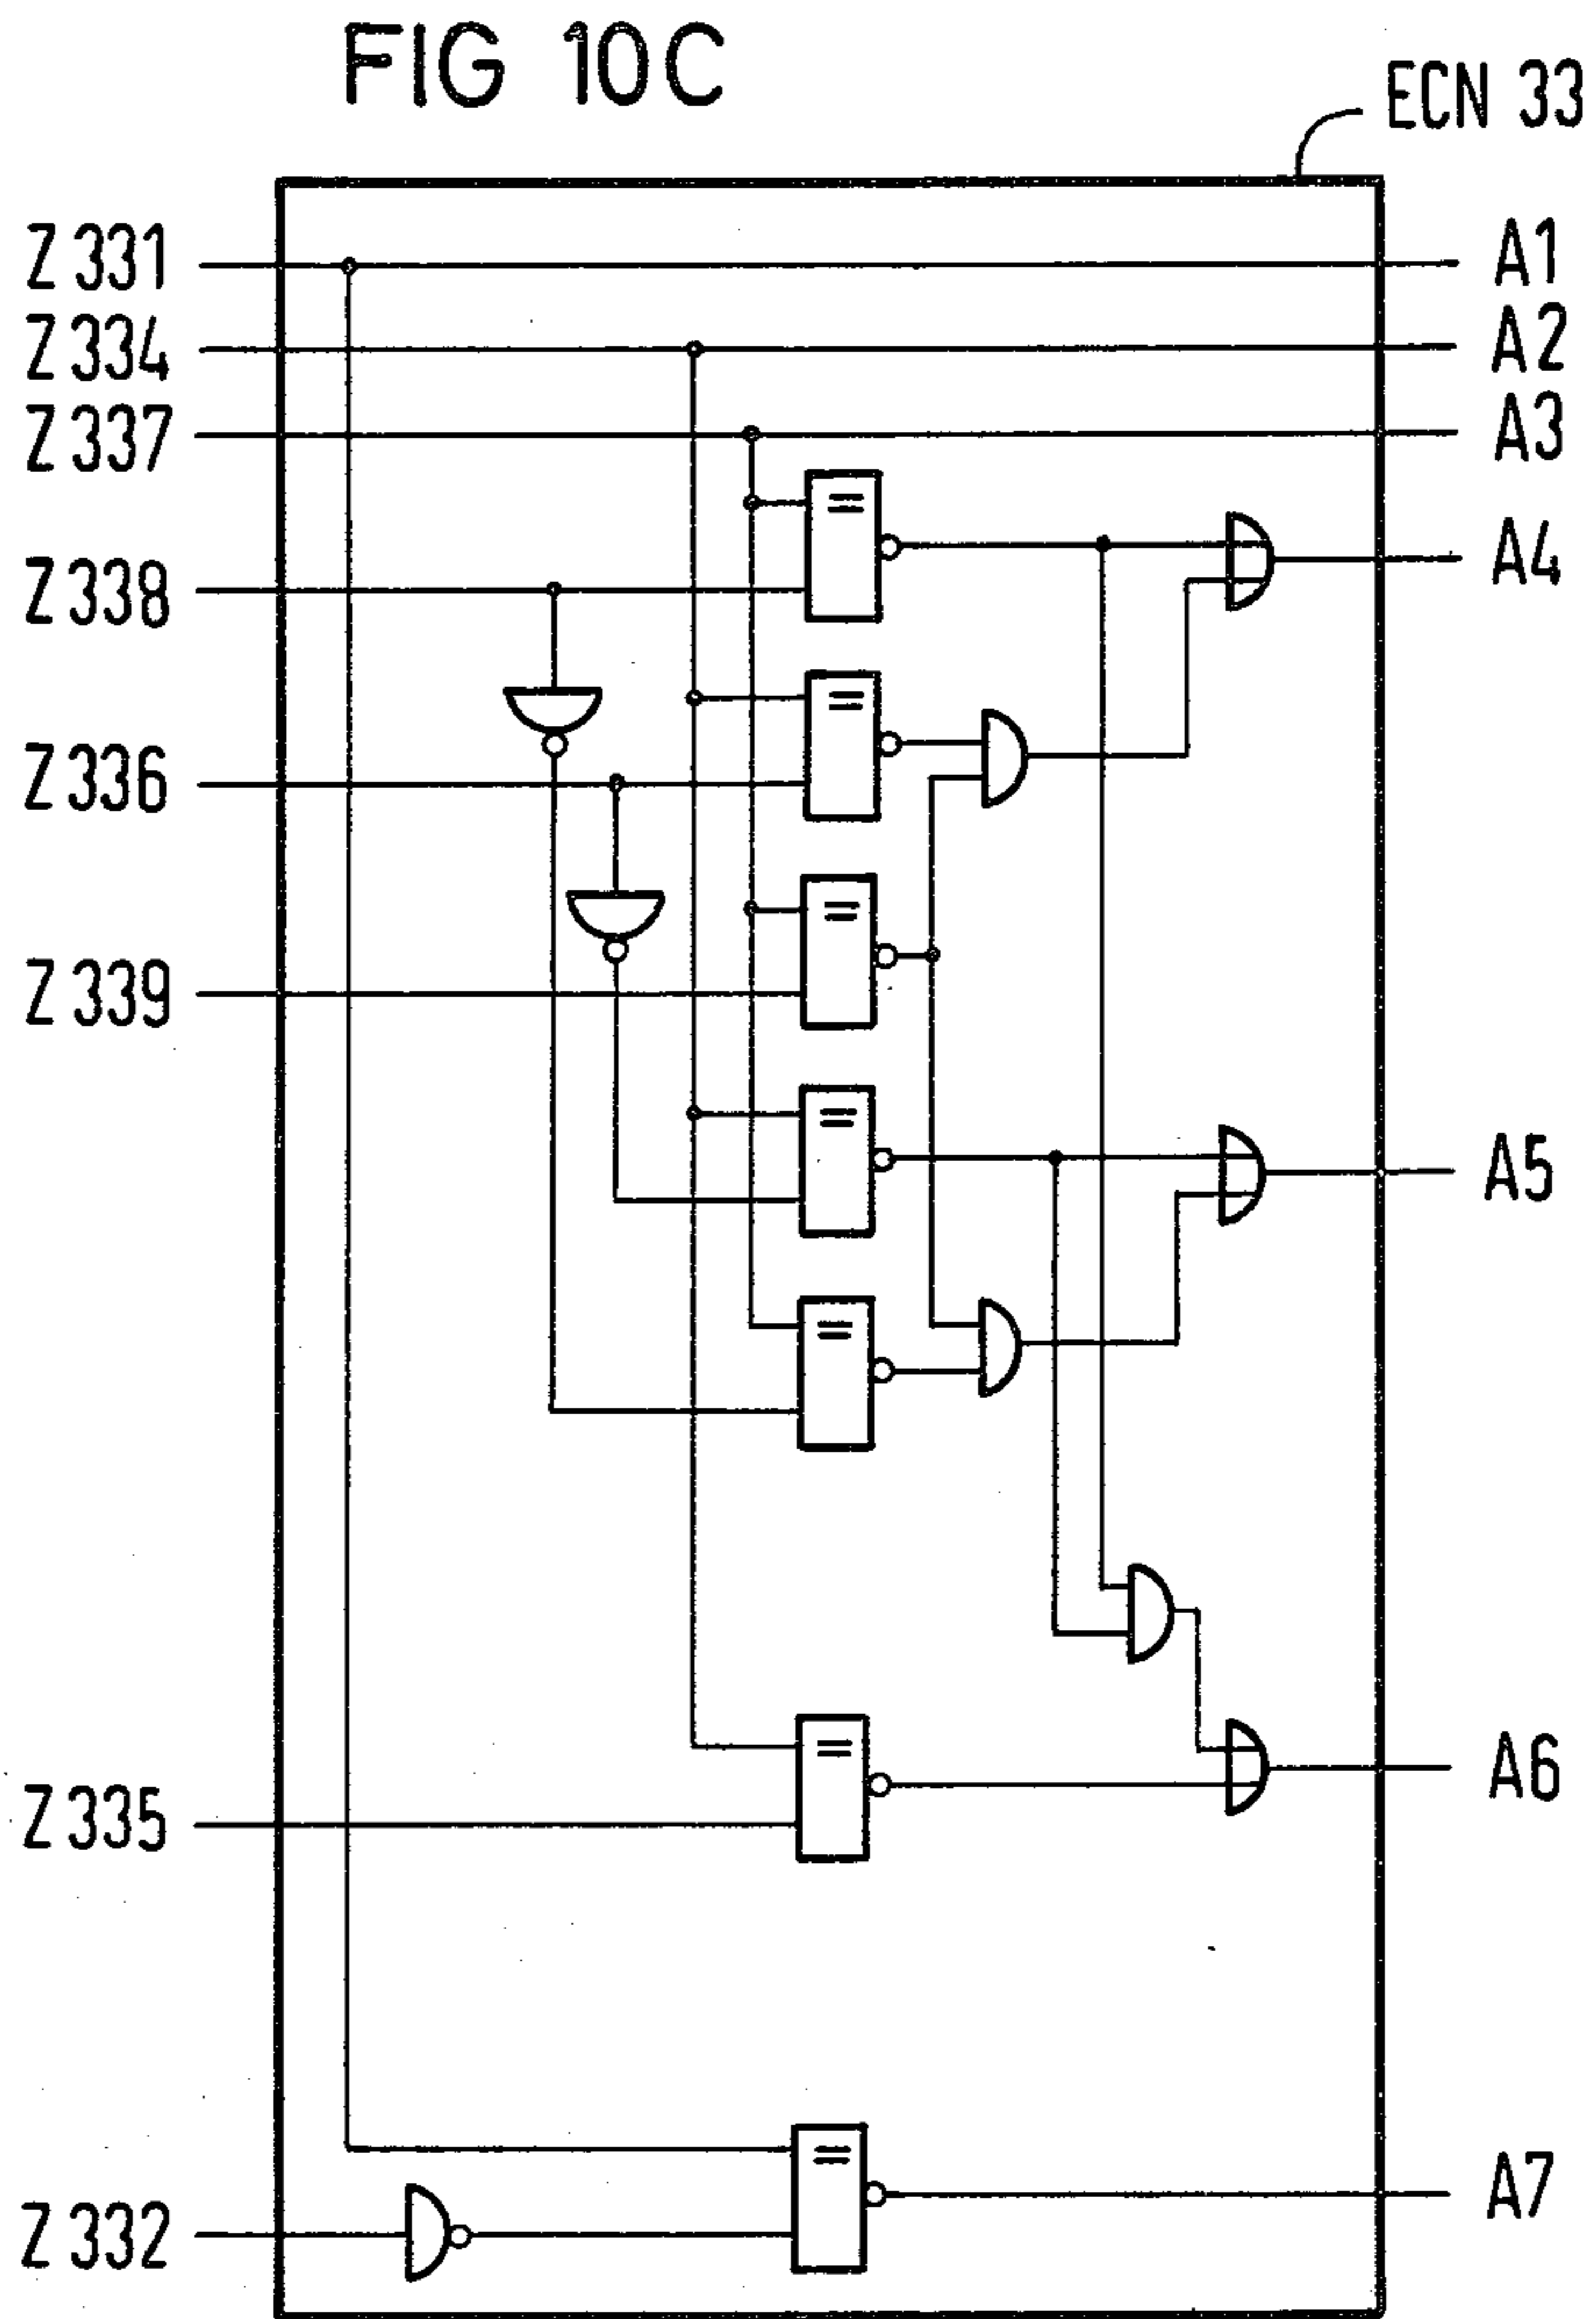 FIG 10C
ECN 33
Z 331
A1
Z 334
A2
Z 337
A3
=
A4
Z 338
=
Z 336
=
Z 339
=
A5
=
=
A6
Z 335
=
A7
Z 332